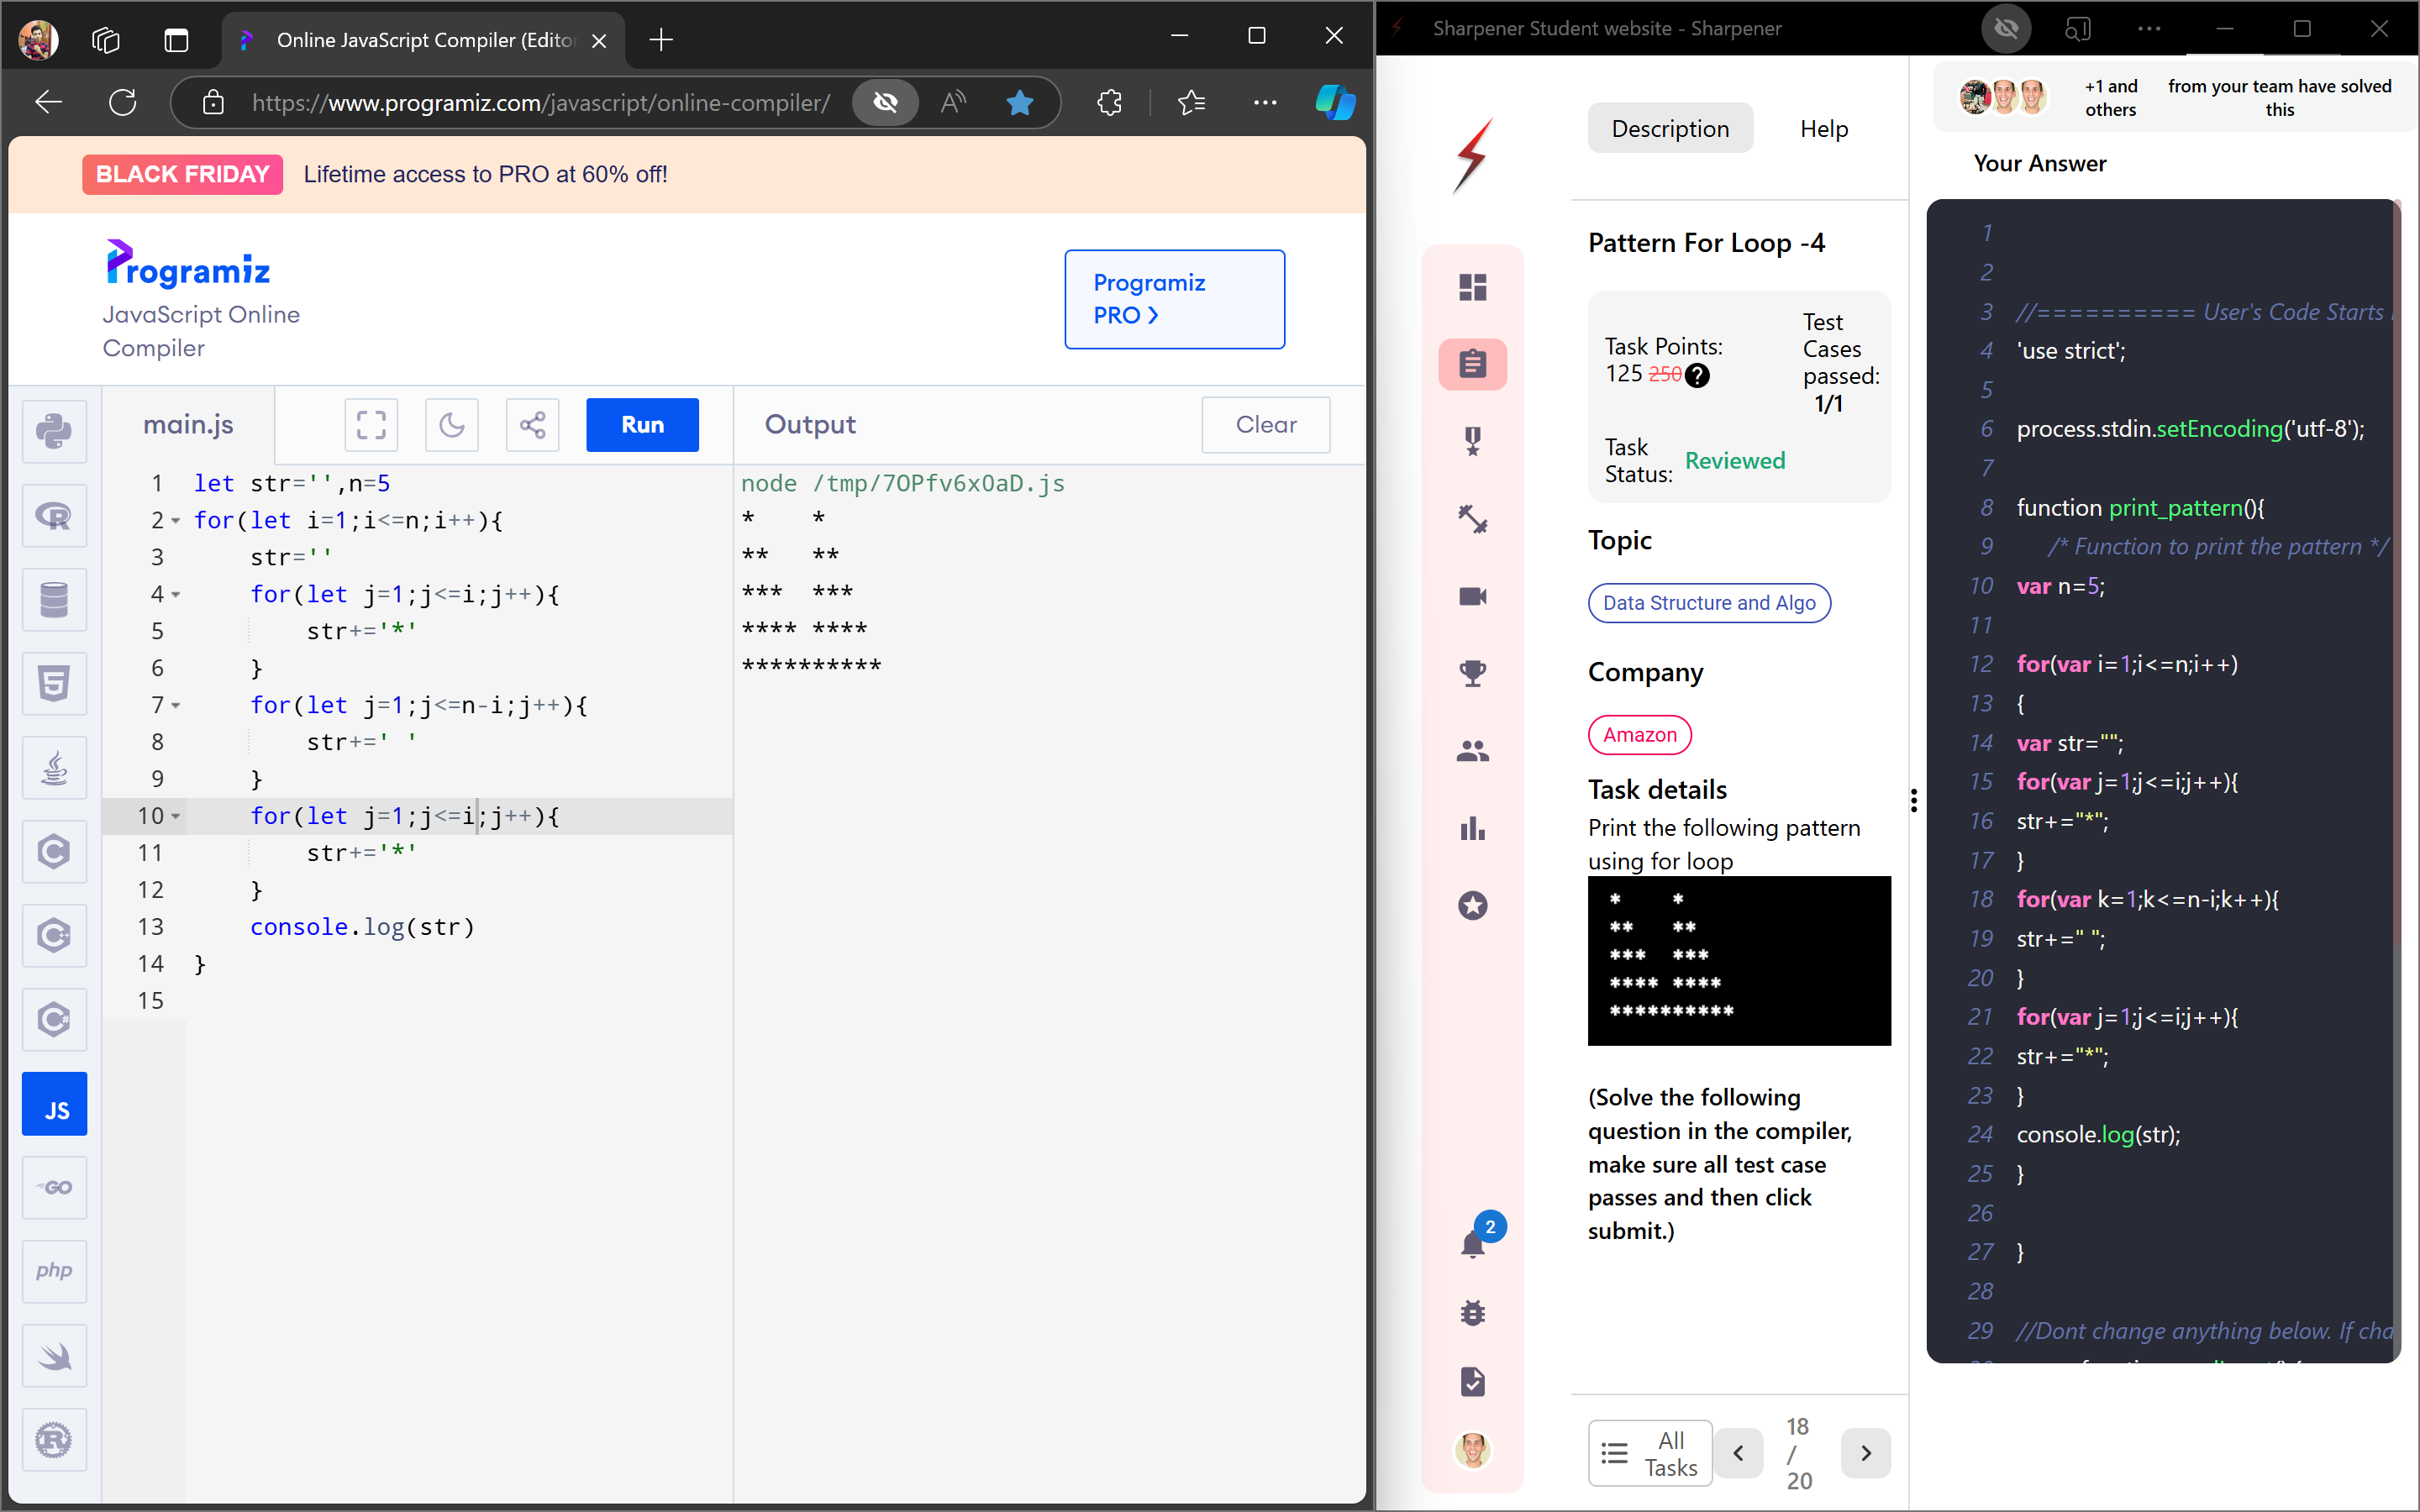 Online JavaScript Compiler (Edito
https://www.programiz.com/javascript/online-compiler/
BLACK FRIDAY Lifetime access to PRO at 60% off!
Programiz
JavaScript Online
Compiler
Programiz
PRO ❯
main.js
Run
Output
Clear
1 let str='',n=5
2 for(let i=1;i<=n;i++){
3     str=''
4     for(let j=1;j<=i;j++){
5         str+='*'
6     }
7     for(let j=1;j<=n-i;j++){
8         str+=' '
9     }
10     for(let j=1;j<=i;j++){
11         str+='*'
12     }
13     console.log(str)
14 }
15
node /tmp/7OPfv6xOaD.js
*    *
**   **
***  ***
**** ****
**********
JS
GO
php
Sharpener Student website - Sharpener
Description
Help
Pattern For Loop -4
Task Points:
125 250 ?
Test
Cases
passed:
1/1
Task
Status: Reviewed
Topic
Data Structure and Algo
Company
Amazon
Task details
Print the following pattern
using for loop
*    *
**   **
***  ***
**** ****
**********
(Solve the following
question in the compiler,
make sure all test case
passes and then click
submit.)
2
All
Tasks
18
/
20
+1 and
others
from your team have solved
this
Your Answer
1
2
3 //========== User's Code Starts
4 'use strict';
5
6 process.stdin.setEncoding('utf-8');
7
8 function print_pattern(){
9     /* Function to print the pattern */
10 var n=5;
11
12 for(var i=1;i<=n;i++)
13 {
14 var str="";
15 for(var j=1;j<=i;j++){
16 str+="*";
17 }
18 for(var k=1;k<=n-i;k++){
19 str+=" ";
20 }
21 for(var j=1;j<=i;j++){
22 str+="*";
23 }
24 console.log(str);
25 }
26
27 }
28
29 //Dont change anything below. If cha